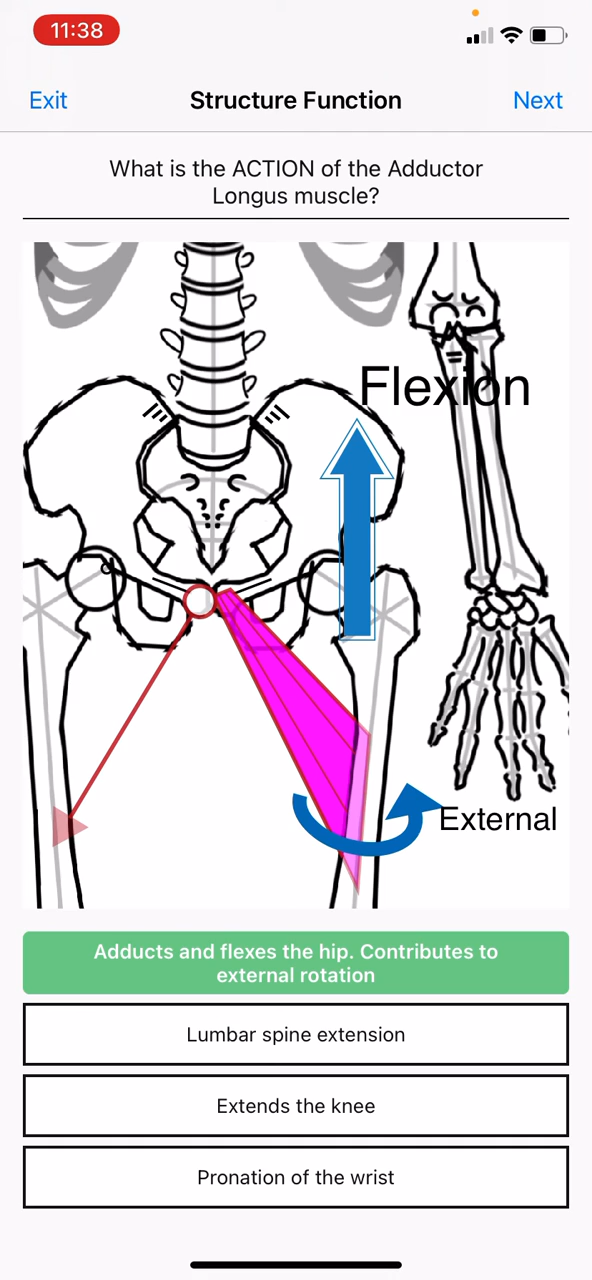 11:38
Exit
Structure Function
Next
What is the ACTION of the Adductor
Longus muscle?
Flexion
External
Adducts and flexes the hip. Contributes to
external rotation
Lumbar spine extension
Extends the knee
Pronation of the wrist